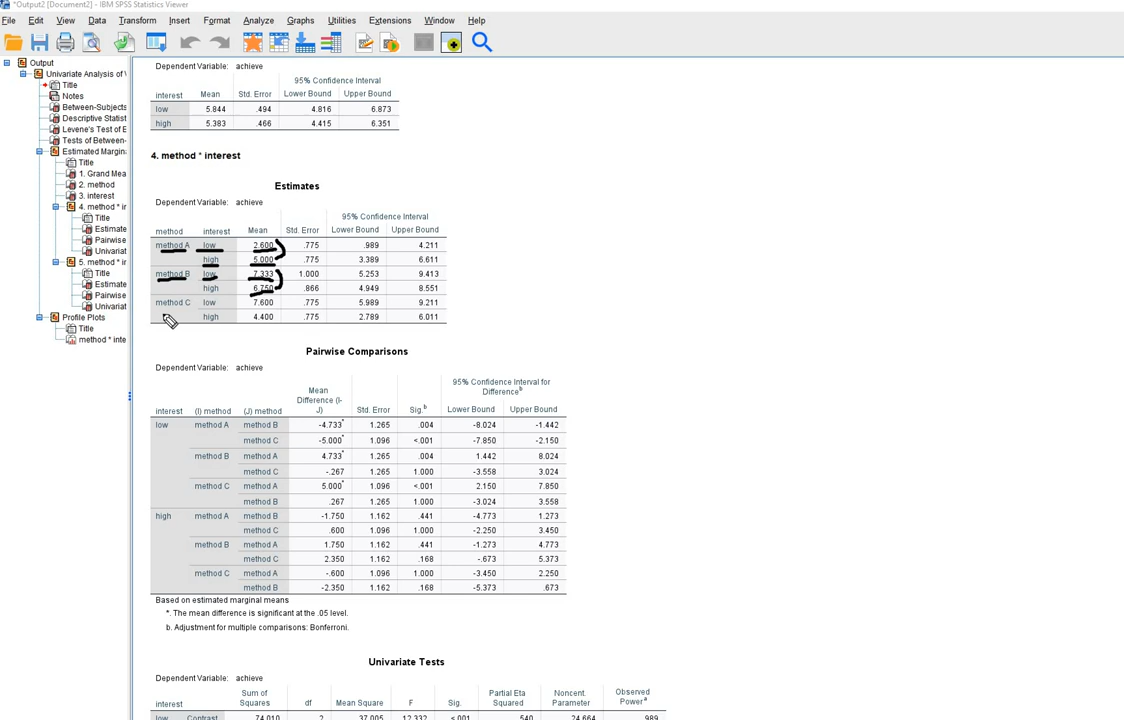 *Output2 [Document2] - IBM SPSS Statistics Viewer
File Edit View Data Transform Insert Format Analyze Graphs Utilities Extensions Window Help
Output
Univariate Analysis of V
Title
Notes
Between-Subjects
Descriptive Statist
Levene's Test of E
Tests of Between-
Estimated Margina
Title
1. Grand Mea
2. method
3. interest
4. method * ir
Title
Estimate
Pairwise
Univariat
5. method * ir
Title
Estimate
Pairwise
Univariat
Profile Plots
Title
method * inte
Dependent Variable: achieve
95% Confidence Interval
interest Mean Std. Error Lower Bound Upper Bound
low 5.844 .494 4.816 6.873
high 5.383 .466 4.415 6.351
4. method * interest
Estimates
Dependent Variable: achieve
95% Confidence Interval
method interest Mean Std. Error Lower Bound Upper Bound
method A low 2.600 .775 .989 4.211
high 5.000 .775 3.389 6.611
method B low 7.333 1.000 5.253 9.413
high 6.750 .866 4.949 8.551
method C low 7.600 .775 5.989 9.211
high 4.400 .775 2.789 6.011
Pairwise Comparisons
Dependent Variable: achieve
95% Confidence Interval for
Differenceb
Mean
Difference (I-
J)
interest (I) method (J) method Std. Error Sig.b Lower Bound Upper Bound
low method A method B -4.733* 1.265 .004 -8.024 -1.442
method C -5.000* 1.096 <.001 -7.850 -2.150
method B method A 4.733* 1.265 .004 1.442 8.024
method C -.267 1.265 1.000 -3.558 3.024
method C method A 5.000* 1.096 <.001 2.150 7.850
method B .267 1.265 1.000 -3.024 3.558
high method A method B -1.750 1.162 .441 -4.773 1.273
method C .600 1.096 1.000 -2.250 3.450
method B method A 1.750 1.162 .441 -1.273 4.773
method C 2.350 1.162 .168 -.673 5.373
method C method A -.600 1.096 1.000 -3.450 2.250
method B -2.350 1.162 .168 -5.373 .673
Based on estimated marginal means
*. The mean difference is significant at the .05 level.
b. Adjustment for multiple comparisons: Bonferroni.
Univariate Tests
Dependent Variable: achieve
interest Sum of Squares df Mean Square F Sig. Partial Eta Squared Noncent. Parameter Observed Powera
low Contrast 74.010 2 37.005 12.332 <.001 .540 24.664 .989